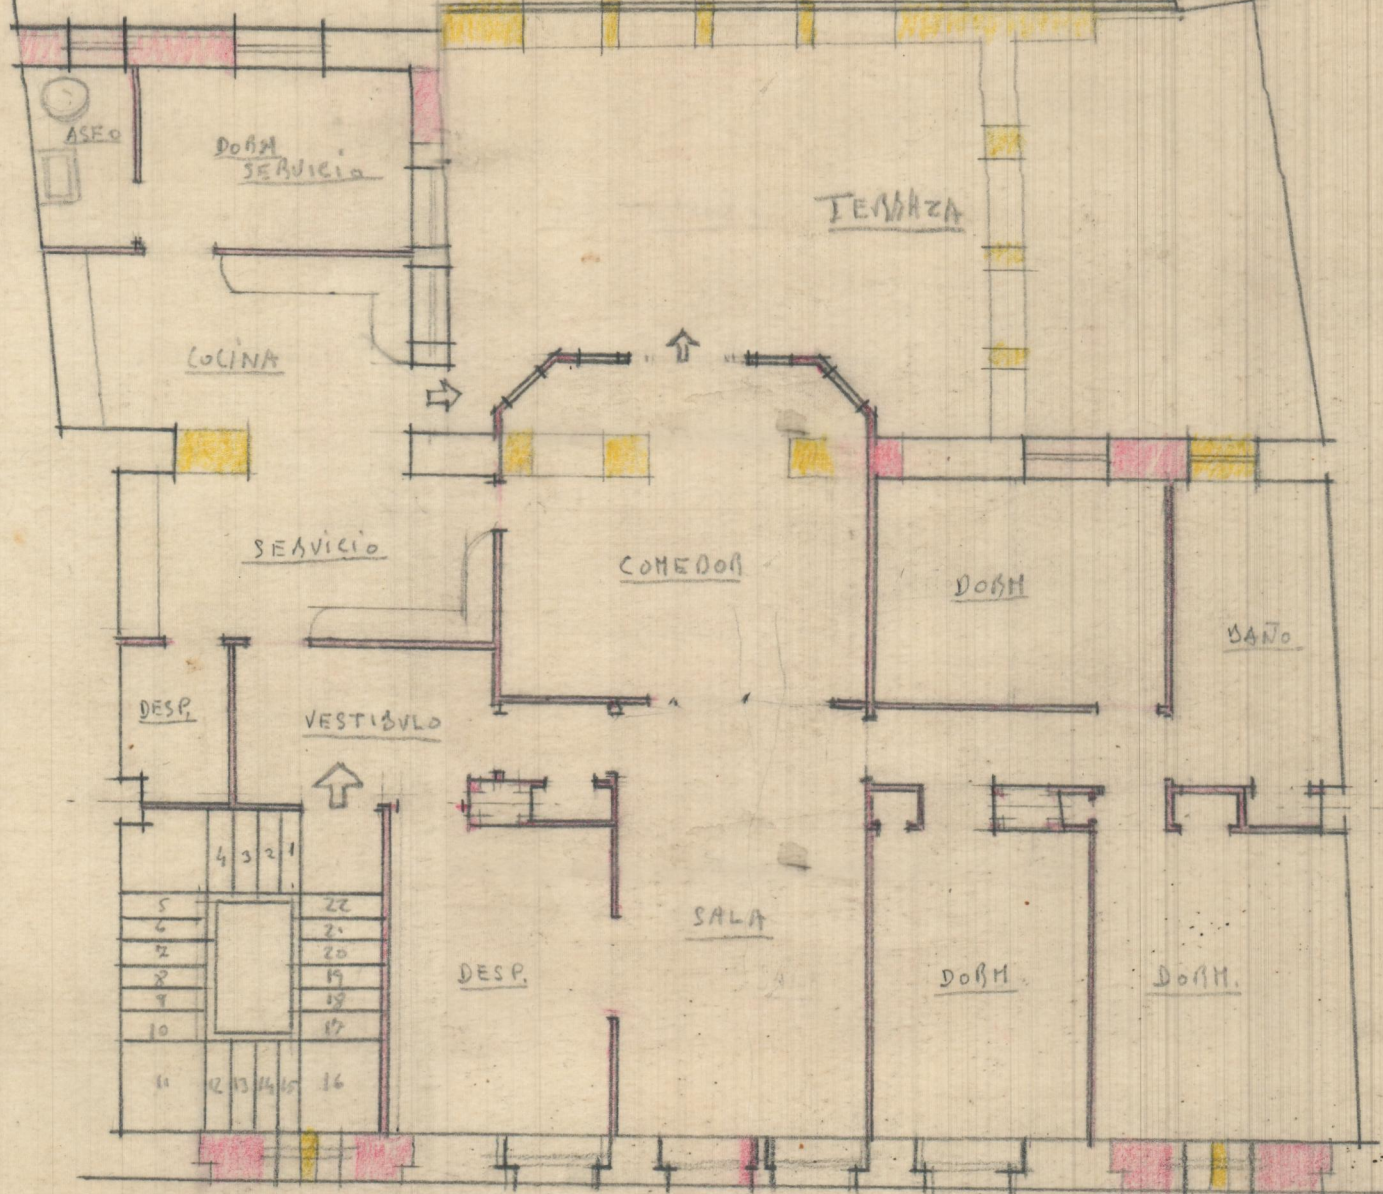 ASEO
DORM
SERVICIO
TERRAZA
COCINA
SERVICIO
COMEDOR
DORM
BAÑO
DESP.
VESTIBULO
4 3 2 1
5 22
6 21
7 20
8 19
9 18
10 17
11 12 13 14 15 16
SALA
DESP.
DORM.
DORM.